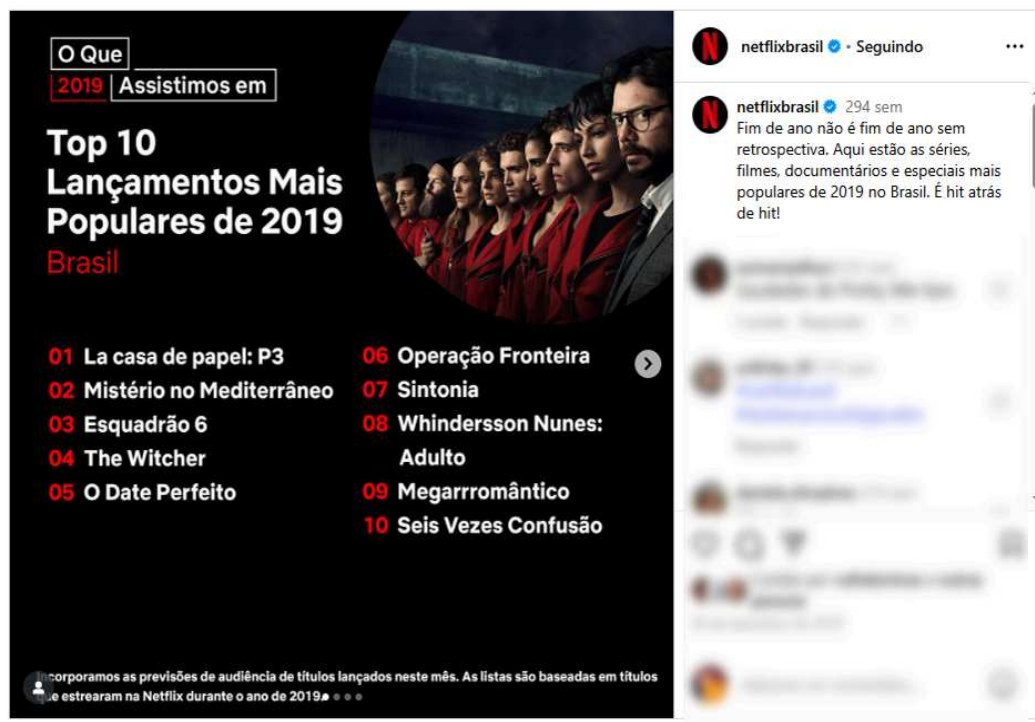 O Que
2019 Assistimos em
Top 10
Lançamentos Mais
Populares de 2019
Brasil
01 La casa de papel: P3
02 Mistério no Mediterrâneo
03 Esquadrão 6
04 The Witcher
05 O Date Perfeito
06 Operação Fronteira
07 Sintonia
08 Whindersson Nunes:
Adulto
09 Megarrromântico
10 Seis Vezes Confusão
Incorporamos as previsões de audiência de títulos lançados neste mês. As listas são baseadas em títulos
que estrearam na Netflix durante o ano de 2019.
netflixbrasil • Seguindo
netflixbrasil 294 sem
Fim de ano não é fim de ano sem
retrospectiva. Aqui estão as séries,
filmes, documentários e especiais mais
populares de 2019 no Brasil. É hit atrás
de hit!